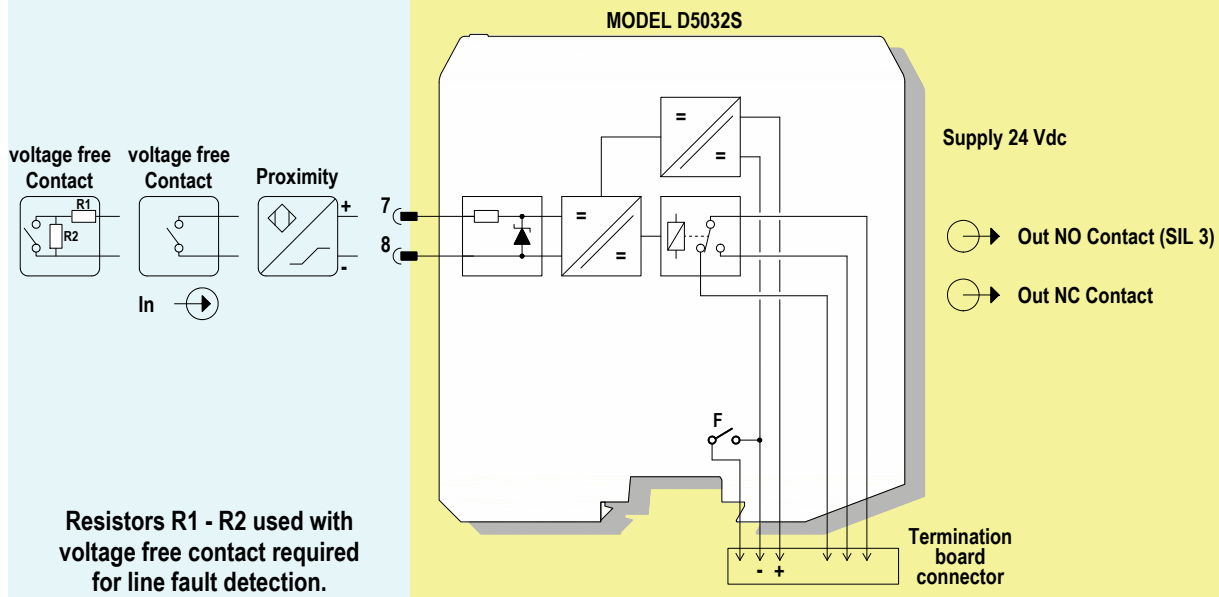 MODEL D5032S
Supply 24 Vdc
voltage free
Contact
voltage free
Contact
Proximity
R1
R2
+
-
7
8
=
=
=
=
In
Out NO Contact (SIL 3)
Out NC Contact
F
Resistors R1 - R2 used with
voltage free contact required
for line fault detection.
- +
Termination
board
connector